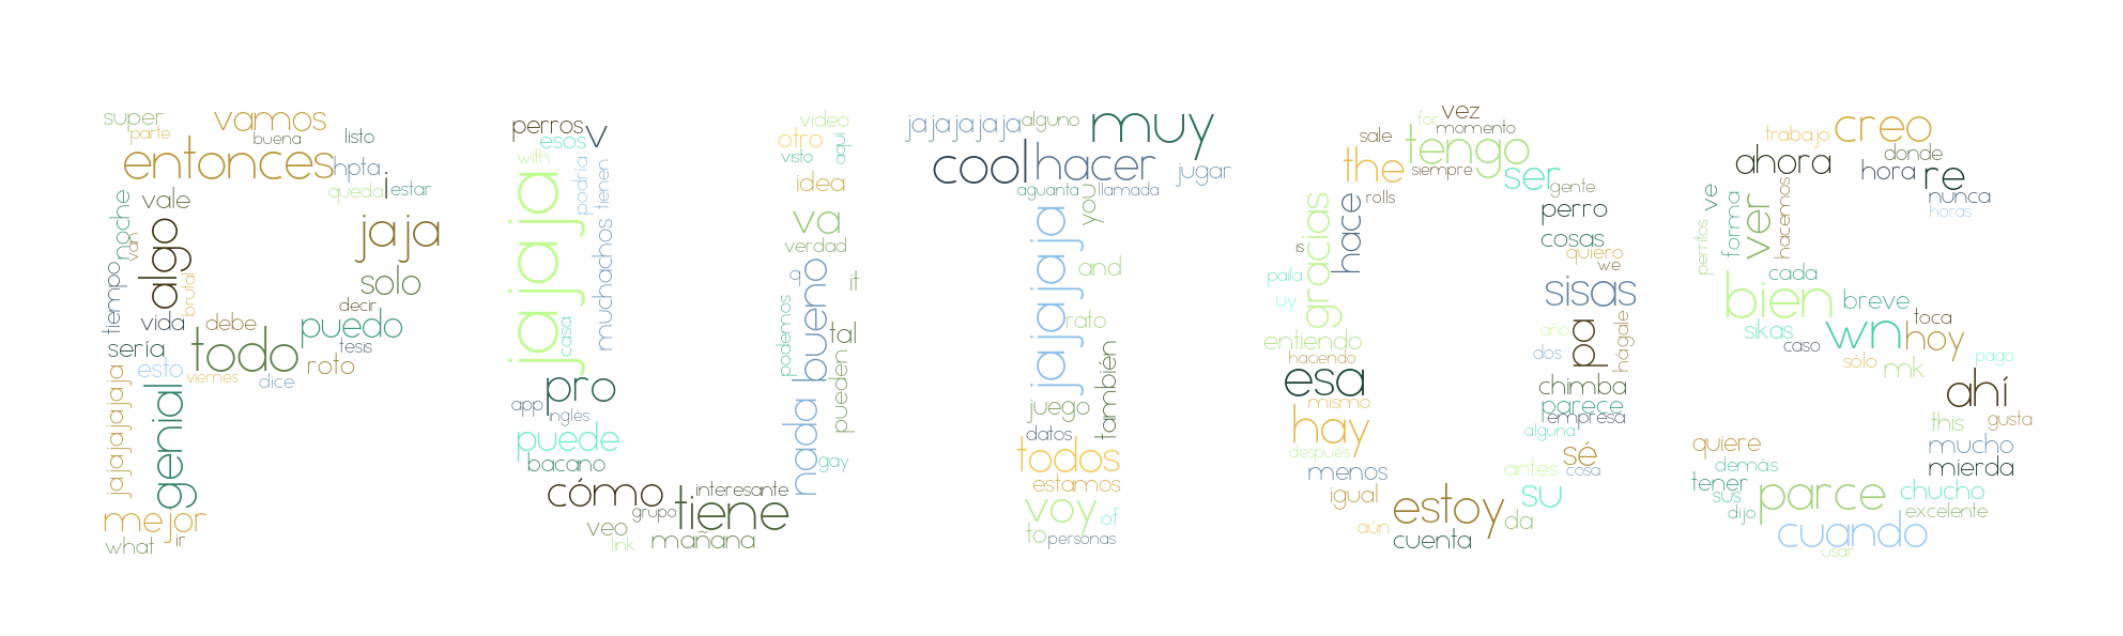 super
vamos
parte
buena
listo
entonces
hpta
queda
i
estar
noche
vale
van
algo
jaja
solo
tiempo
brutal
decir
vida
debe
puedo
sería
todo
tesis
esto
viernes
dice
roto
jajajajaja
genial
mejor
what
ir
perros
v
esos
with
jajajaja
podría
tienen
muchachos
casa
pro
app
inglés
puede
bacano
cómo
interesante
grupo
tiene
veo
link
mañana
video
otro
aquí
visto
idea
va
verdad
q
it
bueno
podemos
tal
pueden
nada
gay
jajajajaja
alguno
muy
cool
hacer
jugar
aguanta
you
llamada
jajajaja
and
rato
también
juego
datos
todos
estamos
voy
of
to
personas
for
vez
momento
sale
tengo
the
siempre
ser
gente
rolls
hace
gracias
perro
is
cosas
quiero
we
paila
uy
sisas
entiendo
haciendo
año
dos
pa
hágale
esa
mismo
chimba
parece
empresa
hay
alguna
después
sé
menos
antes
cosa
igual
estoy
su
aún
da
cuenta
trabajo
creo
ahora
donde
hora
re
nunca
horas
ve
forma
ver
hacemos
perritos
cada
bien
breve
sikas
wn
toca
hoy
caso
sólo
mk
pago
ahí
this
gusta
quiere
mucho
demás
mierda
tener
sus
parce
chucho
dijo
excelente
cuando
usar